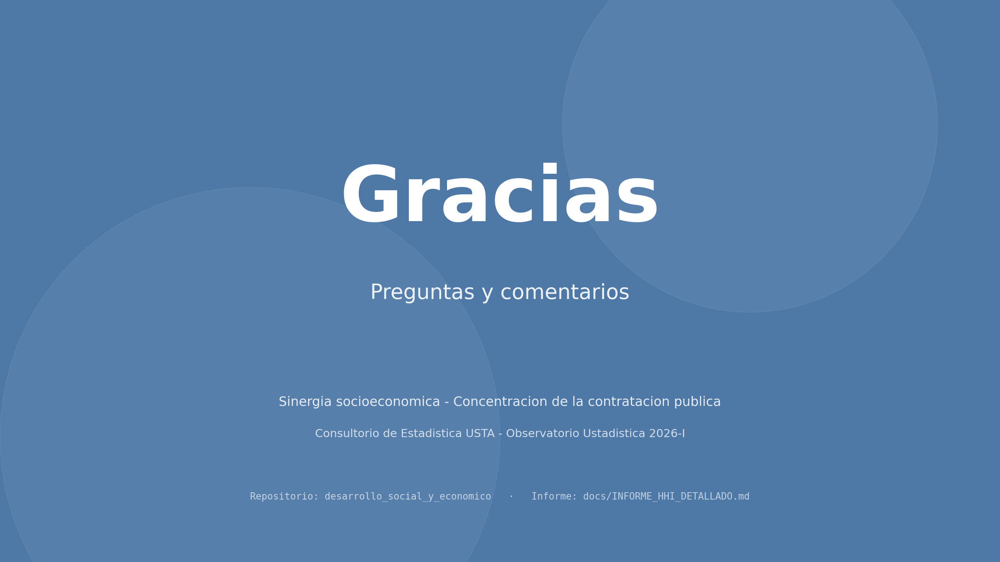 Gracias
Preguntas y comentarios
Sinergia socioeconomica - Concentracion de la contratacion publica
Consultorio de Estadistica USTA - Observatorio Ustadistica 2026-I
Repositorio: desarrollo_social_y_economico · Informe: docs/INFORME_HHI_DETALLADO.md